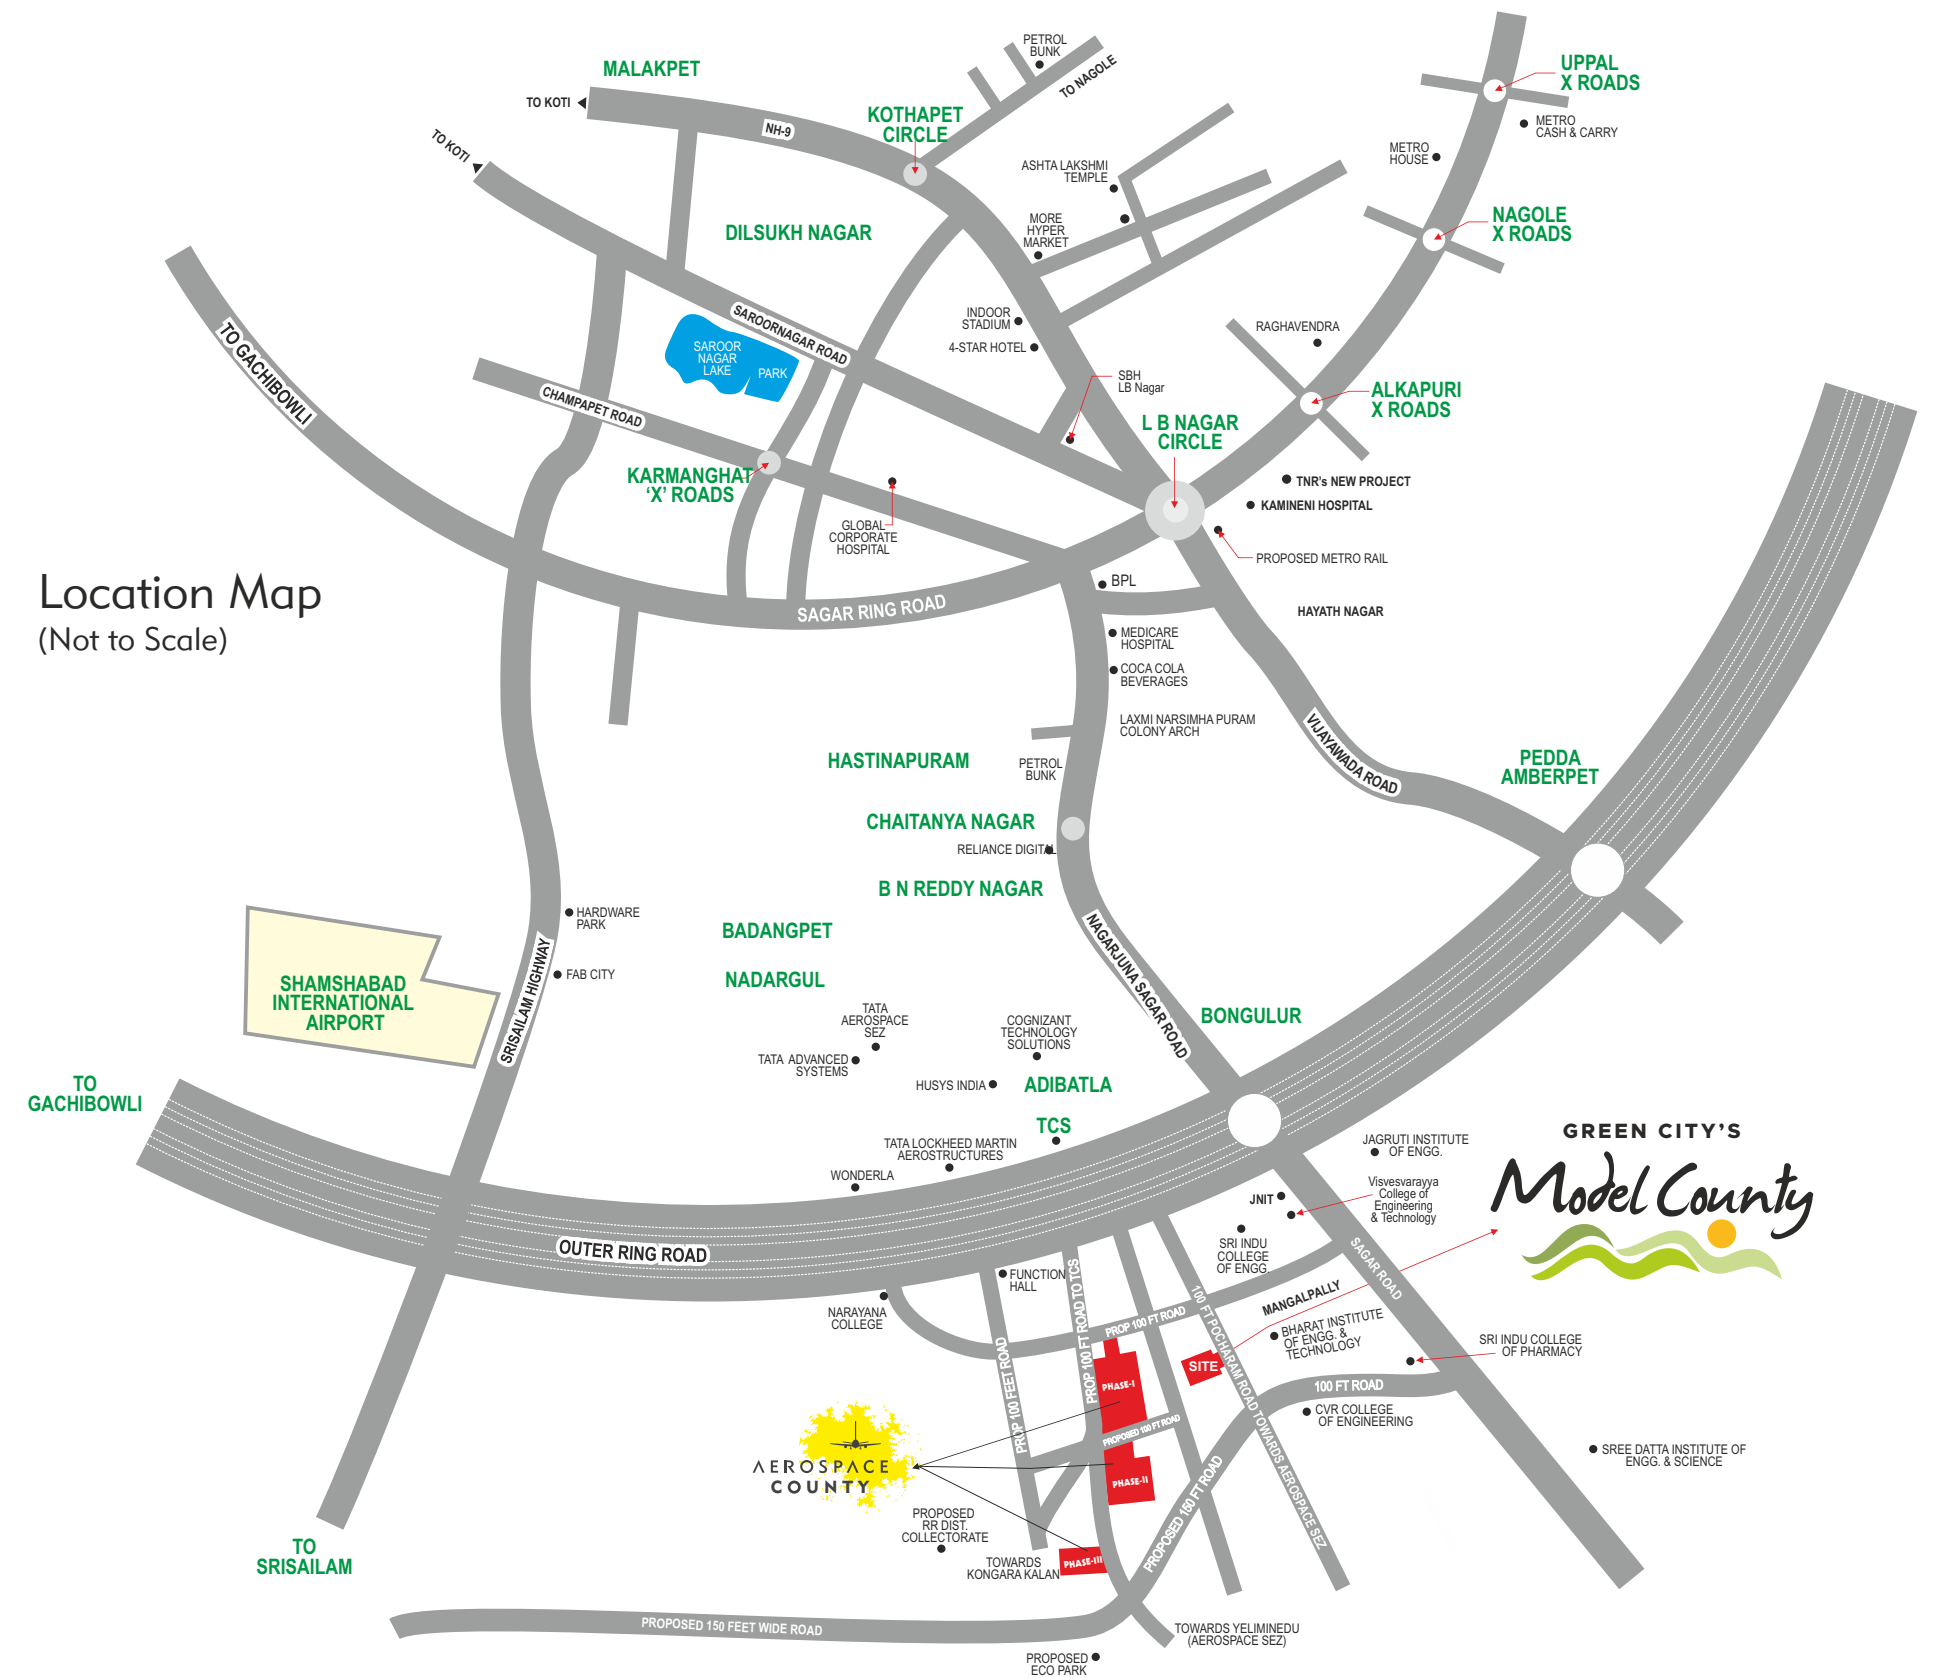 MALAKPET
TO KOTI
NH-9
TO KOTI
KOTHAPET
CIRCLE
PETROL
BUNK
TO NAGOLE
UPPAL
X ROADS
METRO
CASH & CARRY
METRO
HOUSE
ASHTA LAKSHMI
TEMPLE
MORE
HYPER
MARKET
NAGOLE
X ROADS
DILSUKH NAGAR
TO GACHIBOWLI
SAROORNAGAR ROAD
SAROOR
NAGAR
LAKE
PARK
INDOOR
STADIUM
4-STAR HOTEL
RAGHAVENDRA
SBH
LB Nagar
ALKAPURI
X ROADS
CHAMPAPET ROAD
L B NAGAR
CIRCLE
KARMANGHAT
‘X’ ROADS
TNR's NEW PROJECT
KAMINENI HOSPITAL
GLOBAL
CORPORATE
HOSPITAL
PROPOSED METRO RAIL
Location Map
(Not to Scale)
SAGAR RING ROAD
BPL
HAYATH NAGAR
MEDICARE
HOSPITAL
COCA COLA
BEVERAGES
LAXMI NARSIMHA PURAM
COLONY ARCH
VIJAYAWADA ROAD
HASTINAPURAM
PETROL
BUNK
PEDDA
AMBERPET
CHAITANYA NAGAR
RELIANCE DIGITAL
B N REDDY NAGAR
HARDWARE
PARK
BADANGPET
NAGARJUNA SAGAR ROAD
FAB CITY
SRISAILAM HIGHWAY
NADARGUL
SHAMSHABAD
INTERNATIONAL
AIRPORT
TATA
AEROSPACE
SEZ
COGNIZANT
TECHNOLOGY
SOLUTIONS
BONGULUR
TATA ADVANCED
SYSTEMS
HUSYS INDIA
ADIBATLA
TO
GACHIBOWLI
TCS
TATA LOCKHEED MARTIN
AEROSTRUCTURES
WONDERLA
JAGRUTI INSTITUTE
OF ENGG.
GREEN CITY'S
Model County
JNIT
Visvesvarayya
College of
Engineering
& Technology
OUTER RING ROAD
SRI INDU
COLLEGE
OF ENGG.
SAGAR ROAD
FUNCTION
HALL
PROP 100 FT ROAD TO TCS
100 FT POCHARAM ROAD TOWARDS AEROSPACE SEZ
MANGALPALLY
NARAYANA
COLLEGE
PROP 100 FT ROAD
BHARAT INSTITUTE
OF ENGG. &
TECHNOLOGY
SRI INDU COLLEGE
OF PHARMACY
PROP 100 FEET ROAD
SITE
PHASE-I
100 FT ROAD
CVR COLLEGE
OF ENGINEERING
PROPOSED 100 FT ROAD
SREE DATTA INSTITUTE OF
ENGG. & SCIENCE
AEROSPACE
COUNTY
PHASE-II
PROPOSED 150 FT ROAD
PROPOSED
RR DIST.
COLLECTORATE
TO
SRISAILAM
TOWARDS
KONGARA KALAN
PHASE-III
PROPOSED 150 FEET WIDE ROAD
TOWARDS YELIMINEDU
(AEROSPACE SEZ)
PROPOSED
ECO PARK